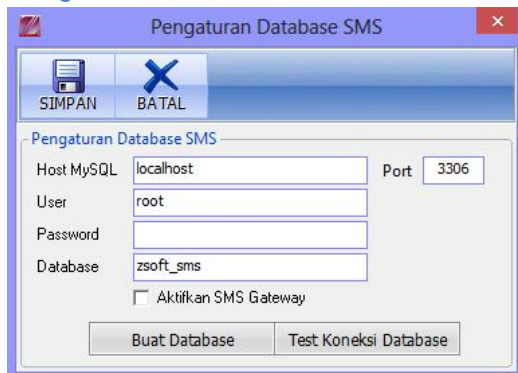 Pengaturan Database SMS
SIMPAN BATAL
Pengaturan Database SMS
Host MySQL localhost Port 3306
User root
Password
Database zsoft_sms
Aktifkan SMS Gateway
Buat Database Test Koneksi Database